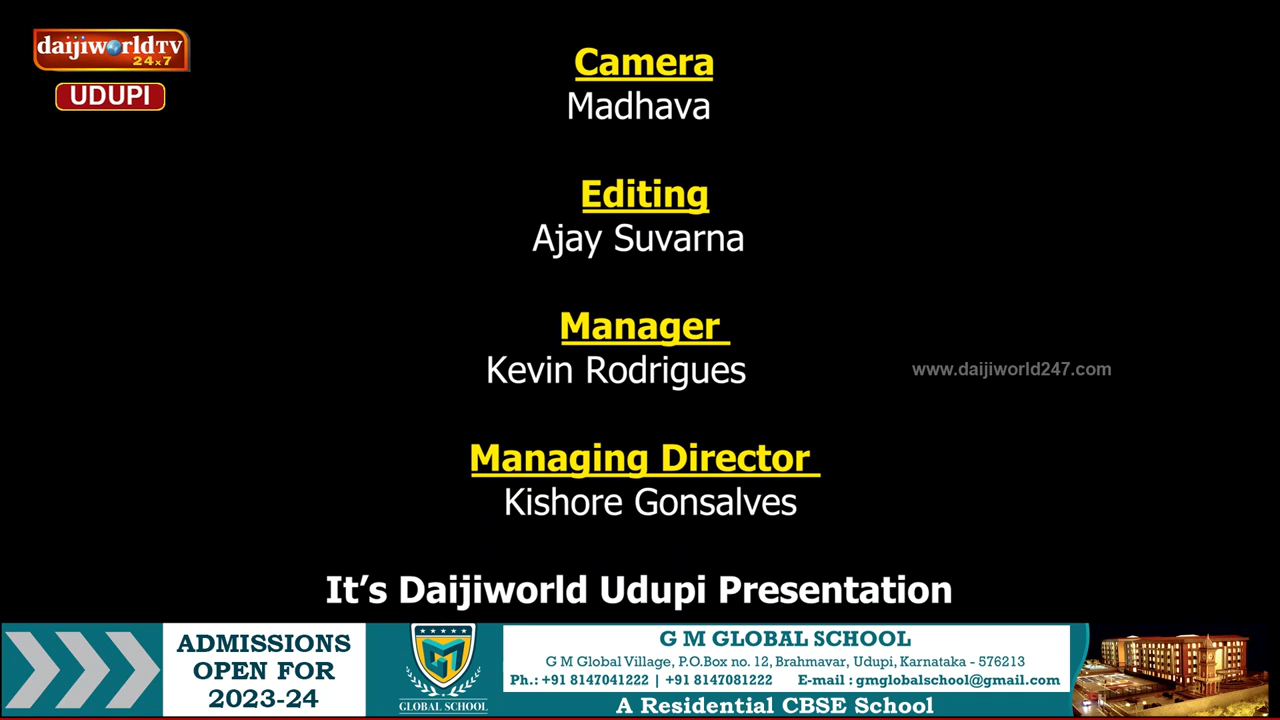 daijiworldTV
24x7
UDUPI
Camera
Madhava
Editing
Ajay Suvarna
Manager
Kevin Rodrigues
www.daijiworld247.com
Managing Director
Kishore Gonsalves
It’s Daijiworld Udupi Presentation
ADMISSIONS
OPEN FOR
2023-24
GM
GLOBAL SCHOOL
G M GLOBAL SCHOOL
G M Global Village, P.O.Box no. 12, Brahmavar, Udupi, Karnataka - 576213
Ph.: +91 8147041222 | +91 8147081222 E-mail : gmglobalschool@gmail.com
A Residential CBSE School